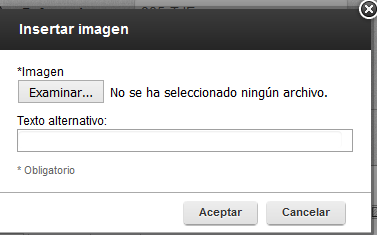 Insertar imagen
*Imagen
Examinar... No se ha seleccionado ningún archivo.
Texto alternativo:
* Obligatorio
Aceptar Cancelar